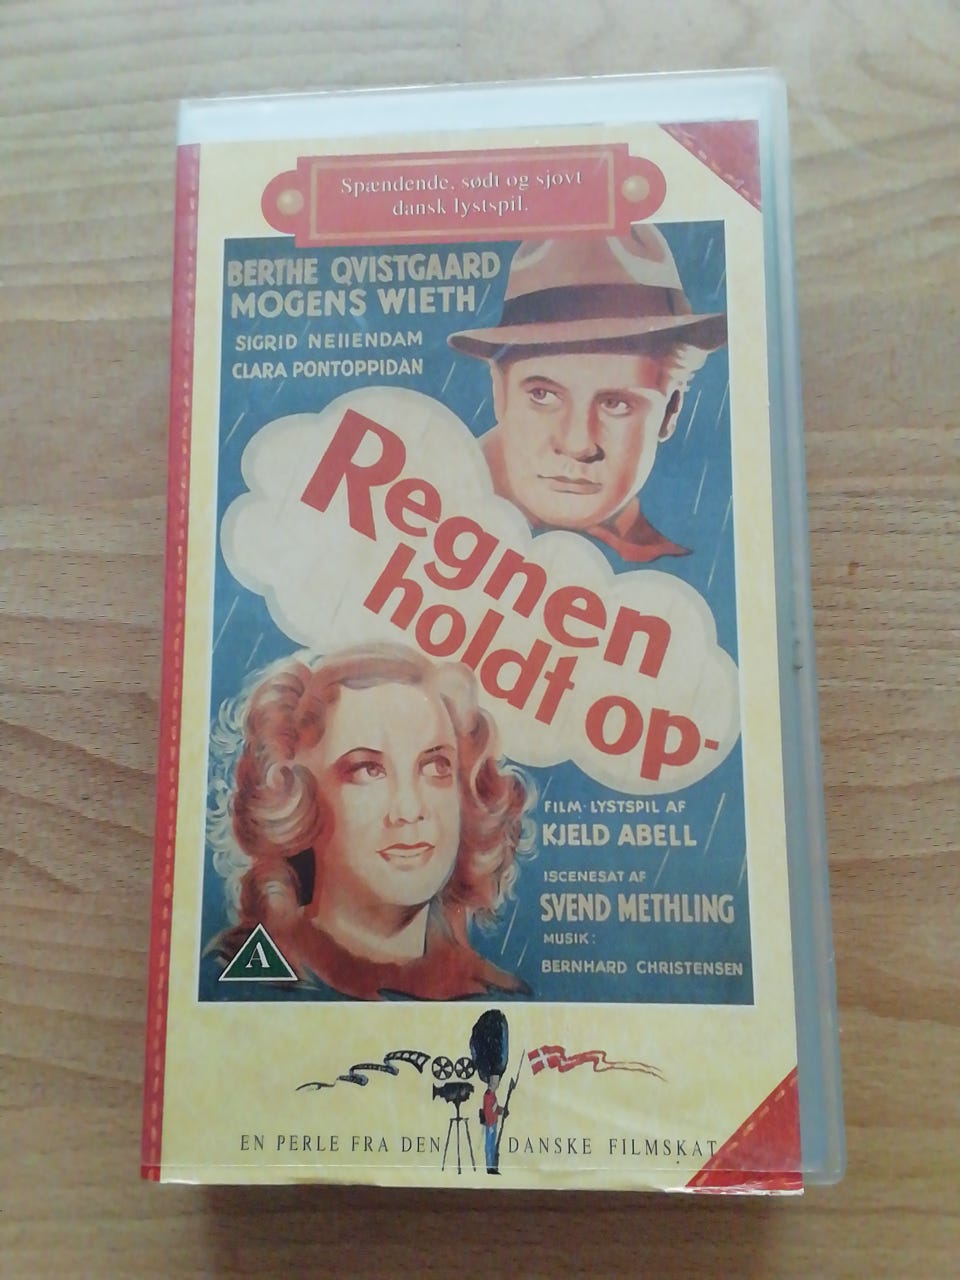 Spændende, sødt og sjovt
dansk lystspil.
BERTHE QVISTGAARD
MOGENS WIETH
SIGRID NEIIENDAM
CLARA PONTOPPIDAN
Regnen
holdt op-
FILM-LYSTSPIL AF
KJELD ABELL
ISCENESAT AF
SVEND METHLING
MUSIK:
BERNHARD CHRISTENSEN
A
EN PERLE FRA DEN DANSKE FILMSKAT